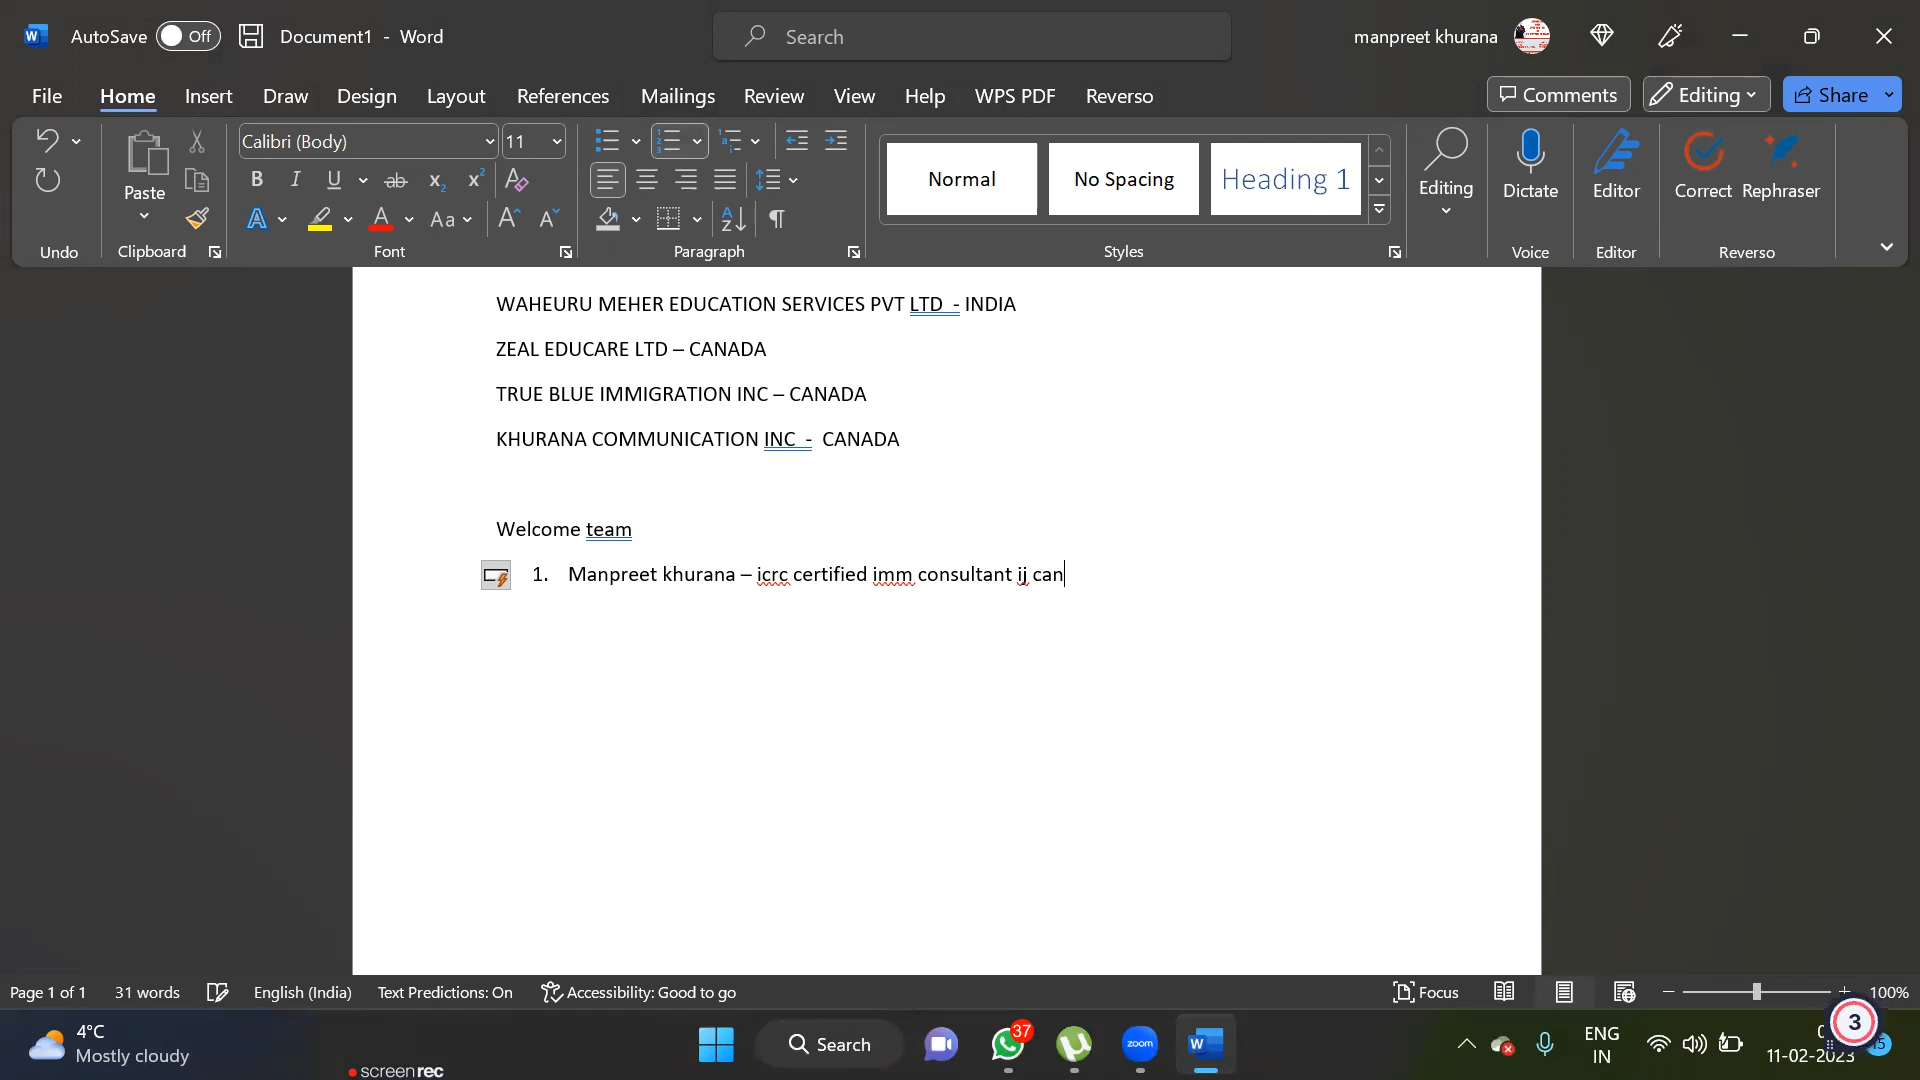 AutoSave Off Document1 - Word Search manpreet khurana
File Home Insert Draw Design Layout References Mailings Review View Help WPS PDF Reverso Comments Editing Share
Calibri (Body) 11
Paste
Normal No Spacing Heading 1
Editing Dictate Editor Correct Rephraser
Undo Clipboard Font Paragraph Styles Voice Editor Reverso
WAHEURU MEHER EDUCATION SERVICES PVT LTD - INDIA
ZEAL EDUCARE LTD – CANADA
TRUE BLUE IMMIGRATION INC – CANADA
KHURANA COMMUNICATION INC - CANADA
Welcome team
1. Manpreet khurana – icrc certified imm consultant ij can
Page 1 of 1 31 words English (India) Text Predictions: On Accessibility: Good to go Focus 100%
4°C
Mostly cloudy
Search
37
zoom
ENG
IN
11-02-2023
3
screenrec